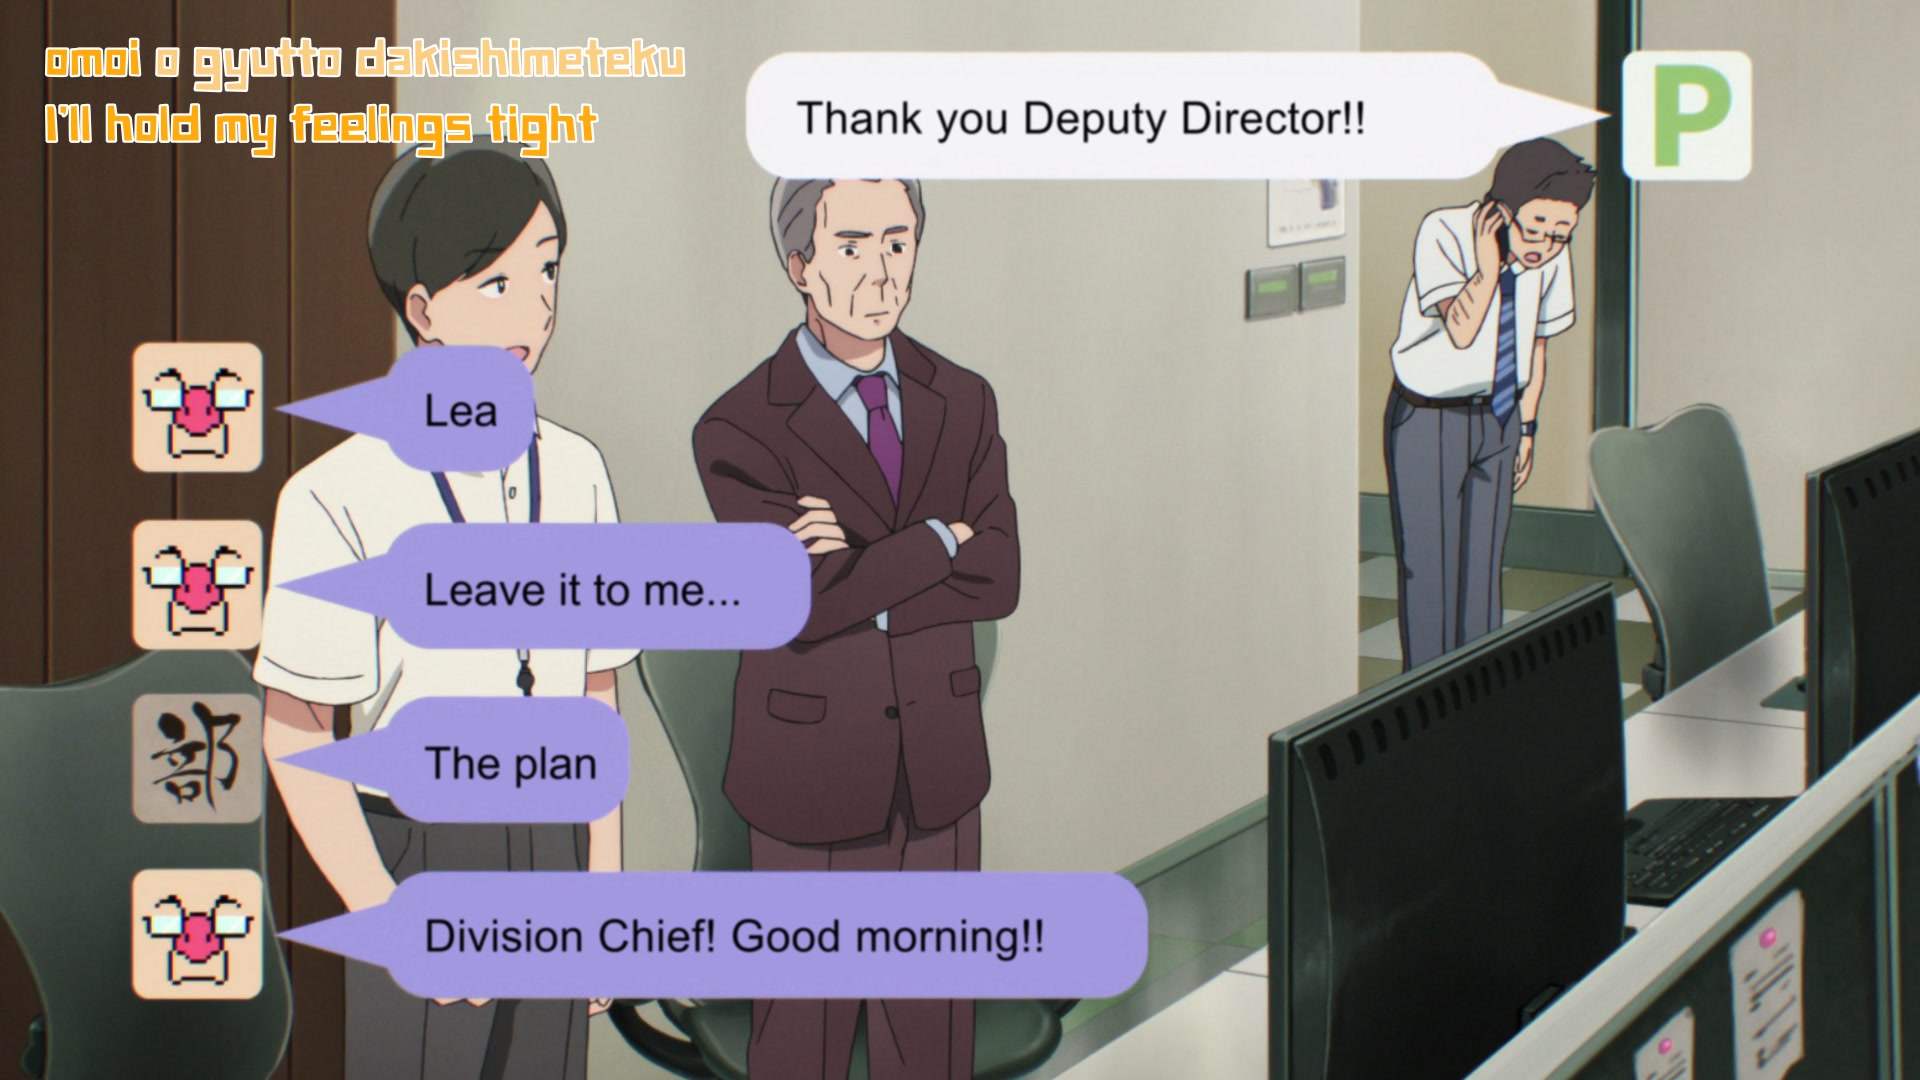 omoi o gyutto dakishimeteku
I'll hold my feelings tight
Thank you Deputy Director!!
P
Lea
Leave it to me...
部
The plan
Division Chief! Good morning!!